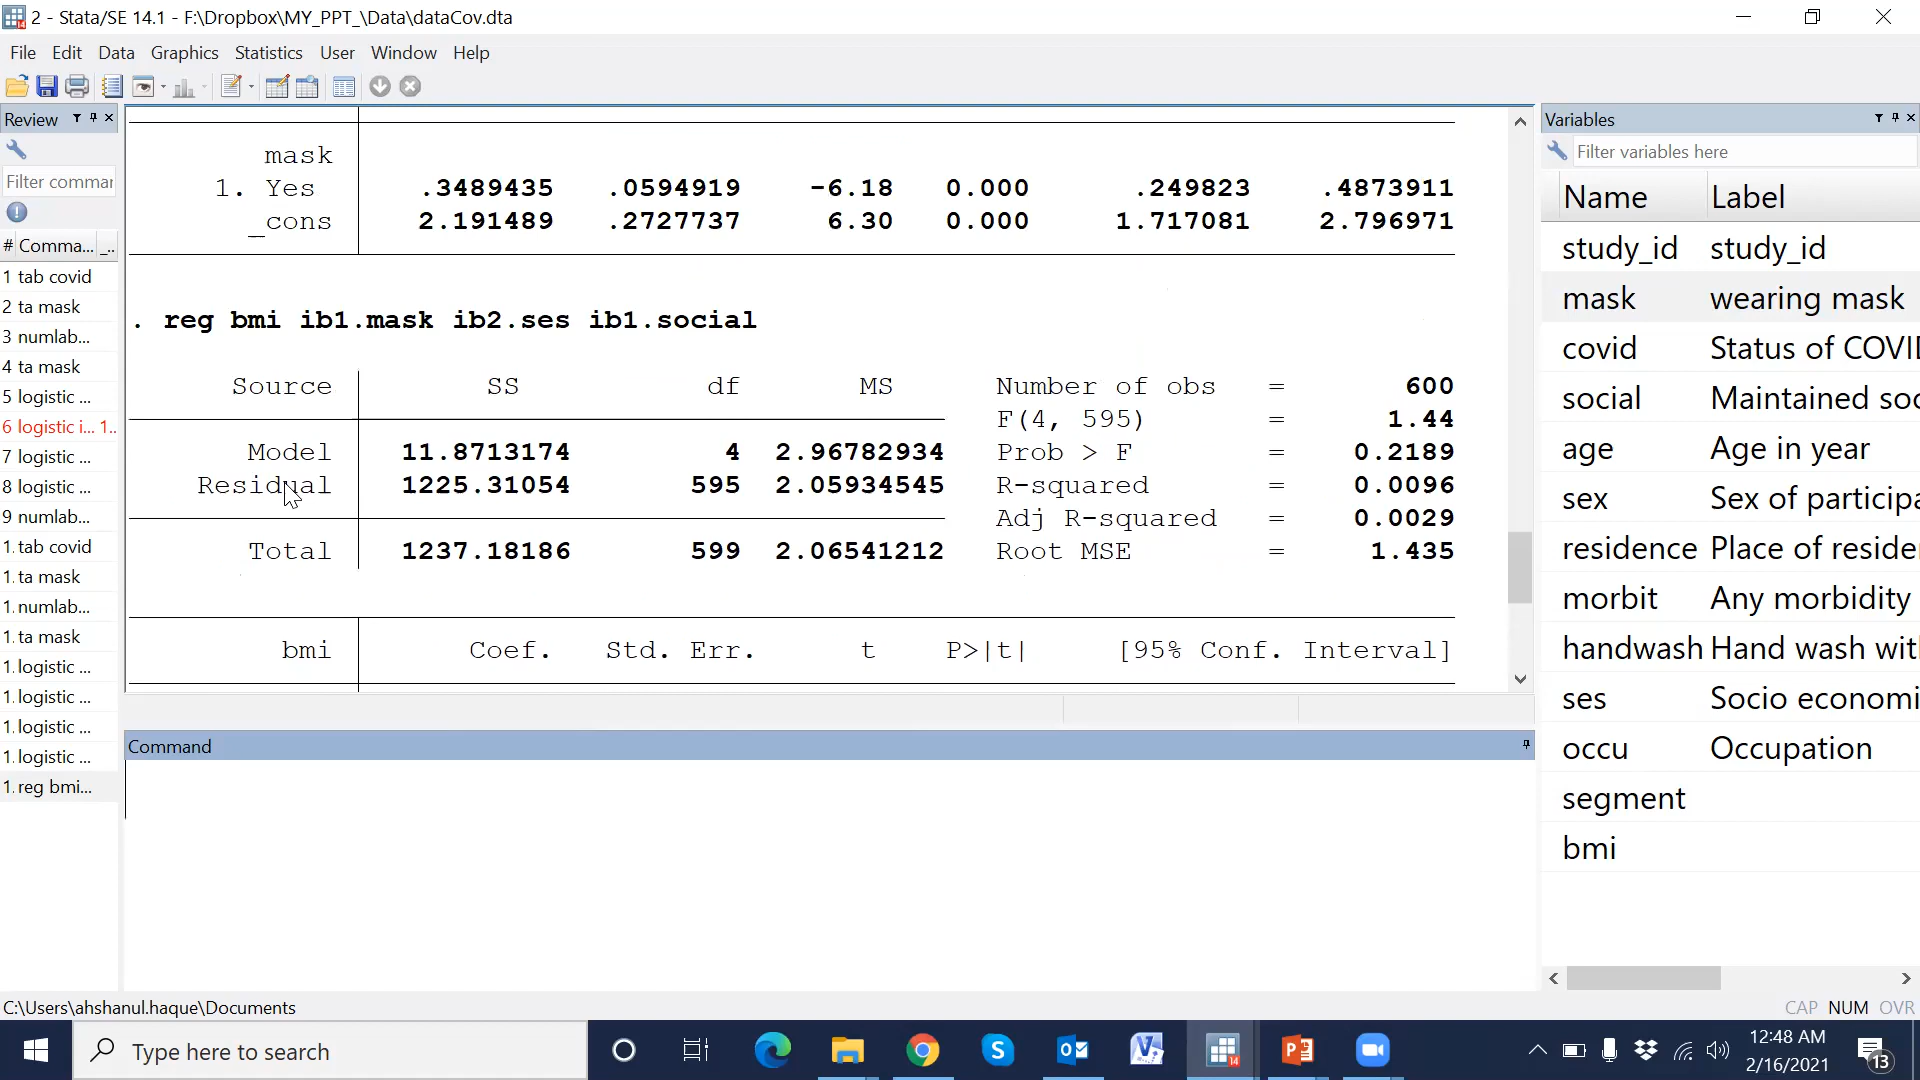 2 - Stata/SE 14.1 - F:\Dropbox\MY_PPT_\Data\dataCov.dta
File Edit Data Graphics Statistics User Window Help
Review
Filter commar
# Comma... _..
1 tab covid
2 ta mask
3 numlab...
4 ta mask
5 logistic ...
6 logistic i... 1..
7 logistic ...
8 logistic ...
9 numlab...
1. tab covid
1. ta mask
1. numlab...
1. ta mask
1. logistic ...
1. logistic ...
1. logistic ...
1. logistic ...
1. reg bmi...
mask
1. Yes .3489435 .0594919 -6.18 0.000 .249823 .4873911
_cons 2.191489 .2727737 6.30 0.000 1.717081 2.796971
. reg bmi ib1.mask ib2.ses ib1.social
Source SS df MS Number of obs = 600
F(4, 595) = 1.44
Model 11.8713174 4 2.96782934 Prob > F = 0.2189
Residual 1225.31054 595 2.05934545 R-squared = 0.0096
Adj R-squared = 0.0029
Total 1237.18186 599 2.06541212 Root MSE = 1.435
bmi Coef. Std. Err. t P>|t| [95% Conf. Interval]
Command
Variables
Filter variables here
Name Label
study_id study_id
mask wearing mask
covid Status of COVI
social Maintained soc
age Age in year
sex Sex of participa
residence Place of reside
morbit Any morbidity
handwash Hand wash wit
ses Socio economi
occu Occupation
segment
bmi
C:\Users\ahshanul.haque\Documents
CAP NUM OVR
Type here to search
12:48 AM
2/16/2021
13